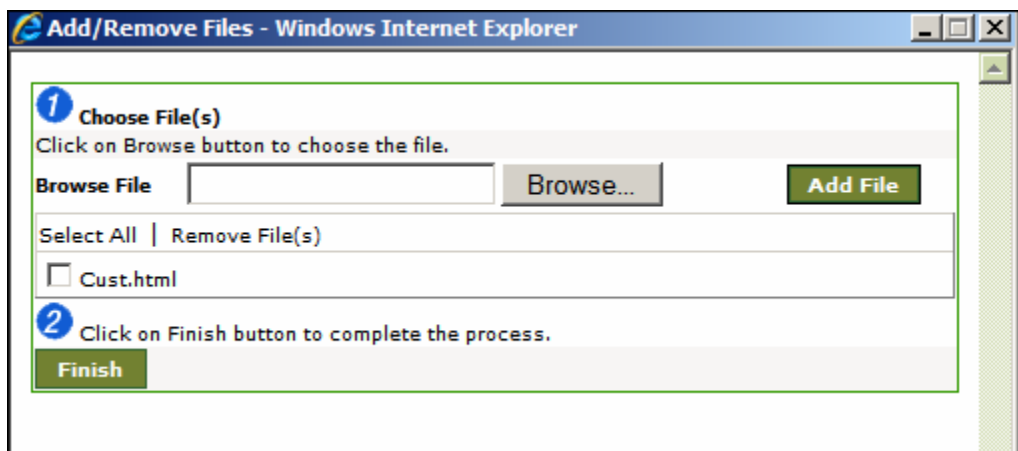 Add/Remove Files - Windows Internet Explorer
1 Choose File(s)
Click on Browse button to choose the file.
Browse File Browse... Add File
Select All | Remove File(s)
Cust.html
2 Click on Finish button to complete the process.
Finish